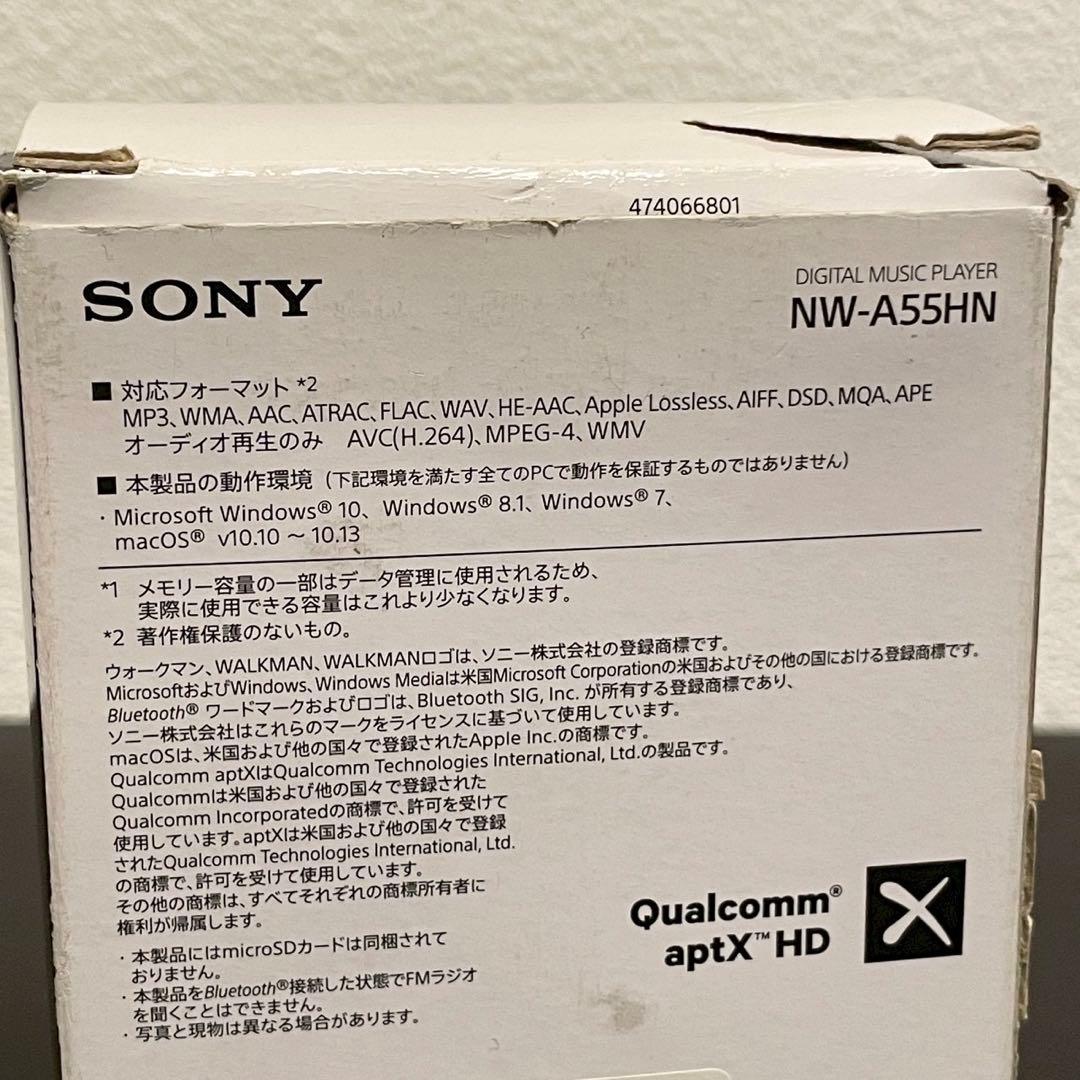 474066801
SONY
DIGITAL MUSIC PLAYER
NW-A55HN
■ 対応フォーマット *2
MP3、WMA、AAC、ATRAC、FLAC、WAV、HE-AAC、Apple Lossless、AIFF、DSD、MQA、APE
オーディオ再生のみ AVC(H.264)、MPEG-4、WMV
■ 本製品の動作環境 (下記環境を満たす全てのPCで動作を保証するものではありません)
・Microsoft Windows® 10、Windows® 8.1、Windows® 7、
macOS® v10.10 ～ 10.13
*1 メモリー容量の一部はデータ管理に使用されるため、
実際に使用できる容量はこれより少なくなります。
*2 著作権保護のないもの。
ウォークマン、WALKMAN、WALKMANロゴは、ソニー株式会社の登録商標です。
MicrosoftおよびWindows、Windows Mediaは米国Microsoft Corporationの米国およびその他の国における登録商標です。
Bluetooth® ワードマークおよびロゴは、Bluetooth SIG, Inc. が所有する登録商標であり、
ソニー株式会社はこれらのマークをライセンスに基づいて使用しています。
macOSは、米国および他の国々で登録されたApple Inc.の商標です。
Qualcomm aptXはQualcomm Technologies International, Ltd.の製品です。
Qualcommは米国および他の国々で登録された
Qualcomm Incorporatedの商標で、許可を受けて
使用しています。aptXは米国および他の国々で登録
されたQualcomm Technologies International, Ltd.
の商標で、許可を受けて使用しています。
その他の商標は、すべてそれぞれの商標所有者に
権利が帰属します。
・本製品にはmicroSDカードは同梱されて
おりません。
・本製品をBluetooth®接続した状態でFMラジオ
を聞くことはできません。
・写真と現物は異なる場合があります。
Qualcomm®
aptX™ HD